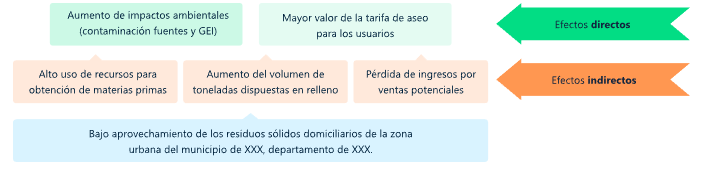 Aumento de impactos ambientales
(contaminación fuentes y GEI)
Mayor valor de la tarifa de aseo
para los usuarios
Efectos directos
Alto uso de recursos para
obtención de materias primas
Aumento del volumen de
toneladas dispuestas en relleno
Pérdida de ingresos por
ventas potenciales
Efectos indirectos
Bajo aprovechamiento de los residuos sólidos domiciliarios de la zona
urbana del municipio de XXX, departamento de XXX.